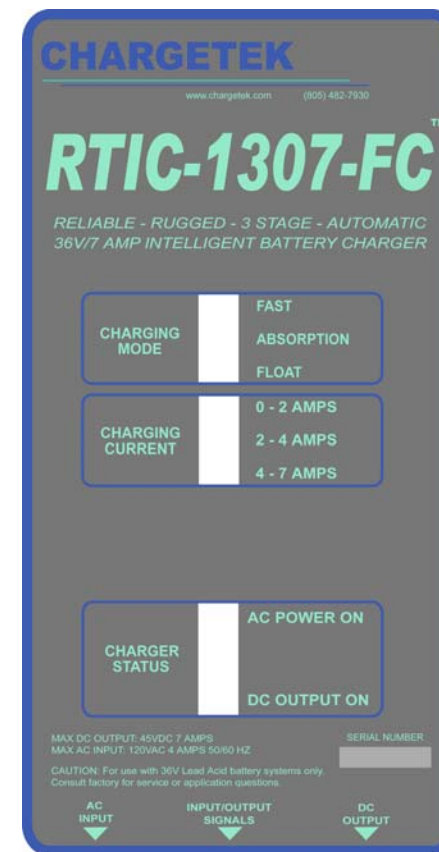 CHARGETEK
www.chargetek.com (805) 482-7930
RTIC-1307-FC
RELIABLE - RUGGED - 3 STAGE - AUTOMATIC
36V/7 AMP INTELLIGENT BATTERY CHARGER
CHARGING
MODE
FAST
ABSORPTION
FLOAT
CHARGING
CURRENT
0 - 2 AMPS
2 - 4 AMPS
4 - 7 AMPS
CHARGER
STATUS
AC POWER ON
DC OUTPUT ON
MAX DC OUTPUT: 45VDC 7 AMPS
MAX AC INPUT: 120VAC 4 AMPS 50/60 HZ
SERIAL NUMBER
CAUTION: For use with 36V Lead Acid battery systems only.
Consult factory for service or application questions.
AC
INPUT
INPUT/OUTPUT
SIGNALS
DC
OUTPUT